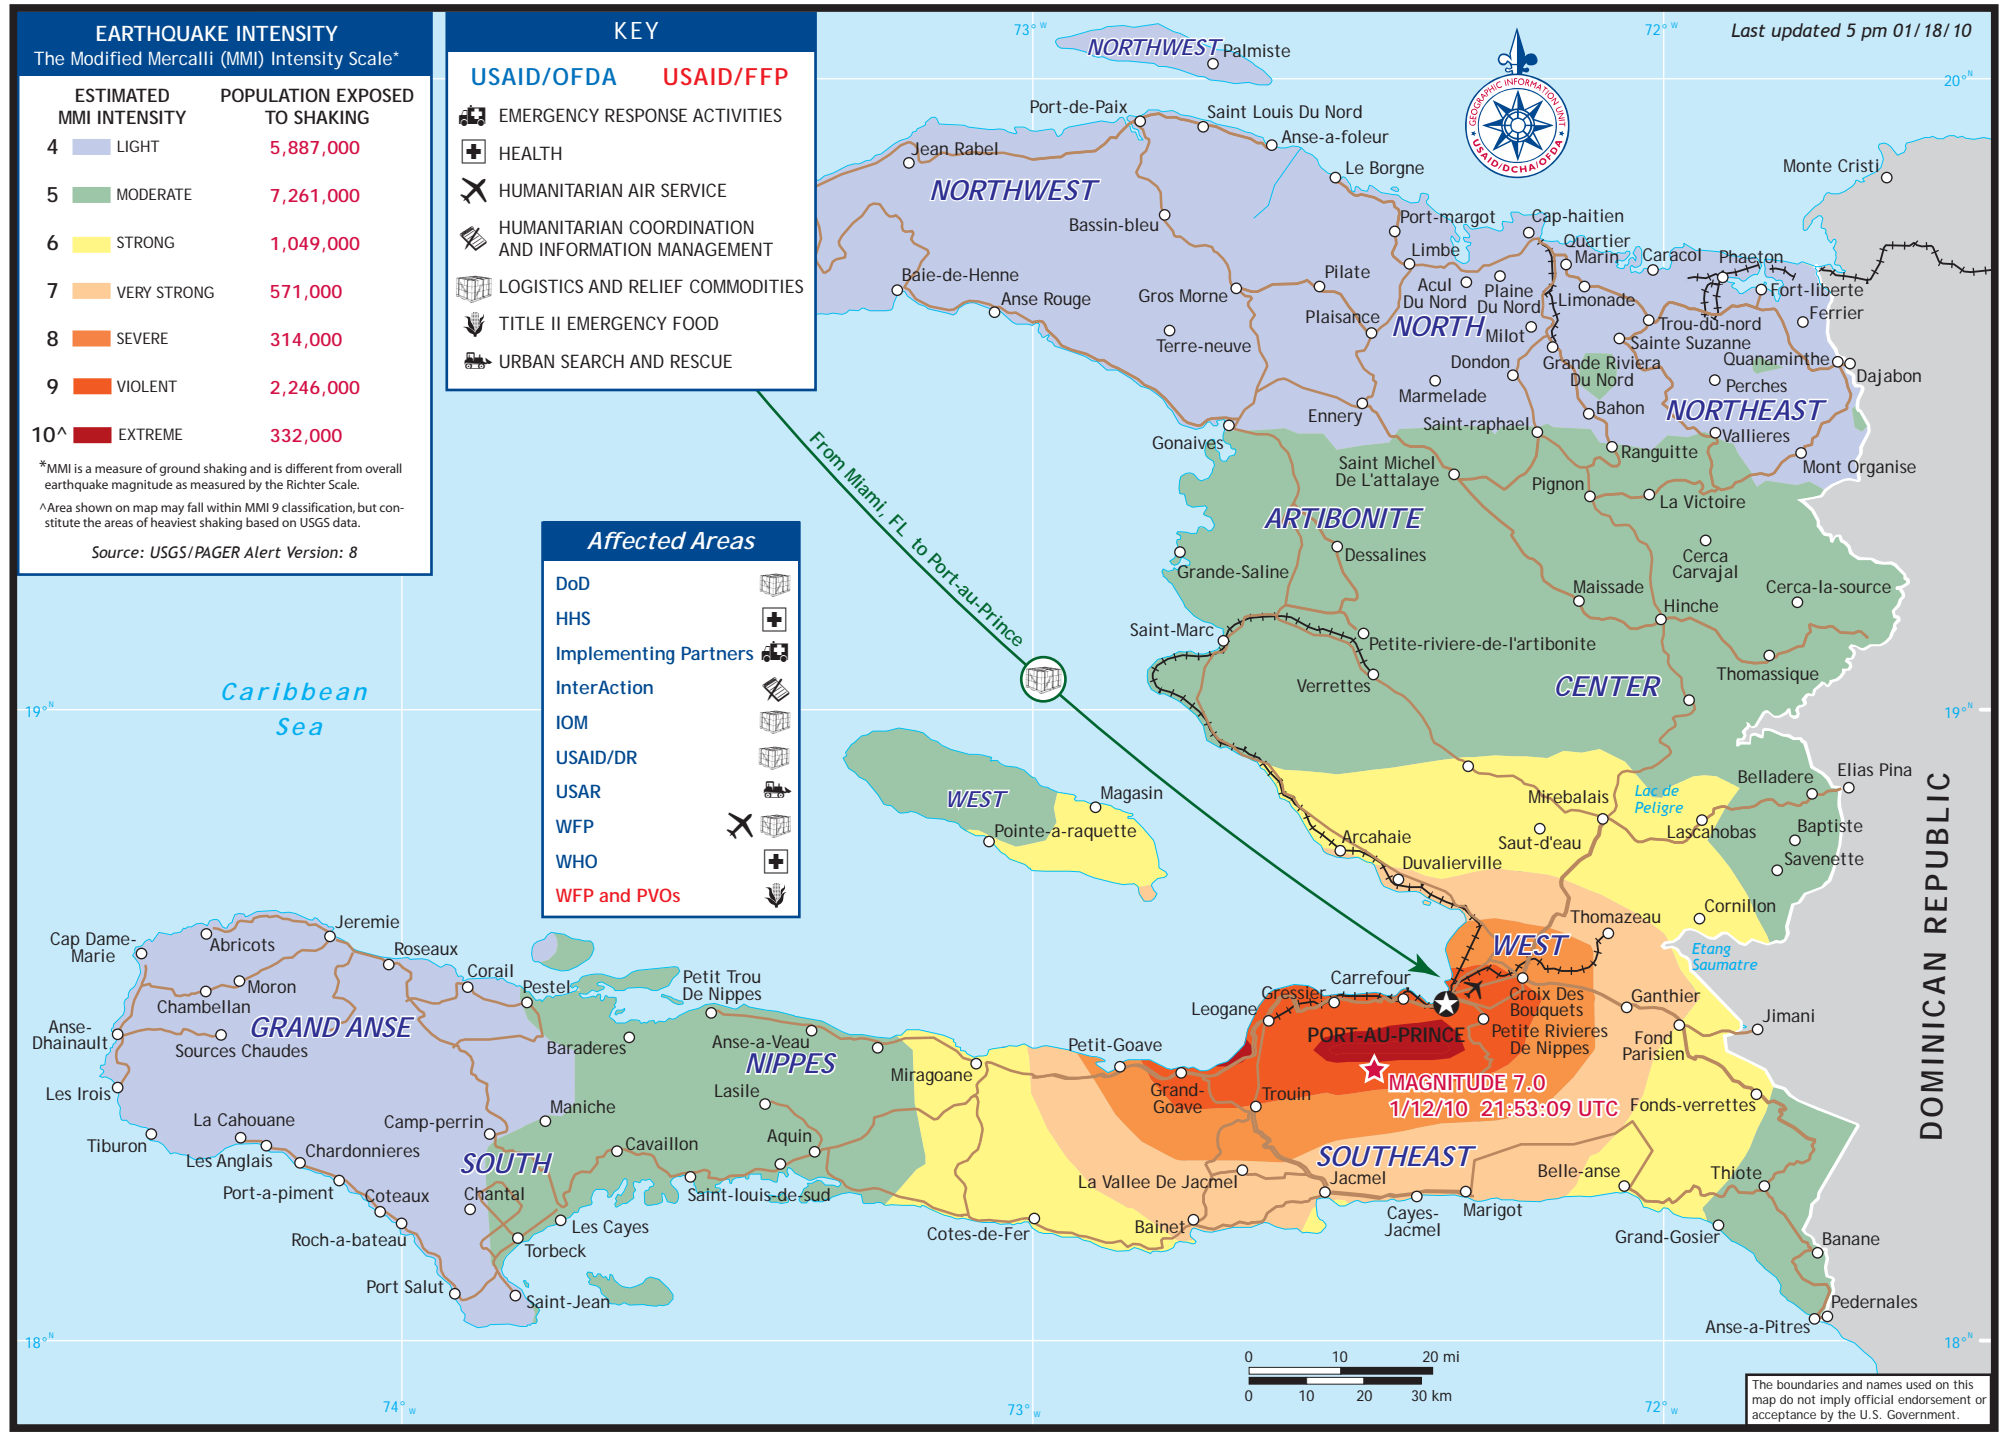 EARTHQUAKE INTENSITY
The Modified Mercalli (MMI) Intensity Scale*
ESTIMATED
MMI INTENSITY
POPULATION EXPOSED
TO SHAKING
4 LIGHT 5,887,000
5 MODERATE 7,261,000
6 STRONG 1,049,000
7 VERY STRONG 571,000
8 SEVERE 314,000
9 VIOLENT 2,246,000
10^ EXTREME 332,000
*MMI is a measure of ground shaking and is different from overall
earthquake magnitude as measured by the Richter Scale.
^Area shown on map may fall within MMI 9 classification, but con-
stitute the areas of heaviest shaking based on USGS data.
Source: USGS/PAGER Alert Version: 8
KEY
USAID/OFDA USAID/FFP
EMERGENCY RESPONSE ACTIVITIES
HEALTH
HUMANITARIAN AIR SERVICE
HUMANITARIAN COORDINATION
AND INFORMATION MANAGEMENT
LOGISTICS AND RELIEF COMMODITIES
TITLE II EMERGENCY FOOD
URBAN SEARCH AND RESCUE
Affected Areas
DoD
HHS
Implementing Partners
InterAction
IOM
USAID/DR
USAR
WFP
WHO
WFP and PVOs
73°W
72°W
Last updated 5 pm 01/18/10
20°N
GEOGRAPHIC INFORMATION UNIT
USAID/DCHA/OFDA
NORTHWEST
Palmiste
Port-de-Paix
Saint Louis Du Nord
Anse-a-foleur
Jean Rabel
Le Borgne
Monte Cristi
NORTHWEST
Bassin-bleu
Port-margot
Cap-haitien
Limbe
Quartier
Marin
Caracol
Phaeton
Baie-de-Henne
Anse Rouge
Gros Morne
Pilate
Acul
Du Nord
Plaine
Du Nord
Limonade
Fort-liberte
Ferrier
Plaisance
NORTH
Milot
Trou-du-nord
Sainte Suzanne
Terre-neuve
Dondon
Grande Riviera
Du Nord
Quanaminthe
Dajabon
Perches
Marmelade
Ennery
Bahon
NORTHEAST
Gonaives
Saint-raphael
Vallieres
Ranguitte
Mont Organise
Saint Michel
De L'attalaye
Pignon
La Victoire
ARTIBONITE
Dessalines
Cerca
Carvajal
Grande-Saline
Maissade
Cerca-la-source
Hinche
Saint-Marc
Petite-riviere-de-l'artibonite
Verrettes
CENTER
Thomassique
From Miami, FL to Port-au-Prince
Caribbean
Sea
19°N
19°N
WEST
Magasin
Pointe-a-raquette
Mirebalais
Lac de
Peligre
Belladere
Elias Pina
Lascahobas
Baptiste
Savenette
Saut-d'eau
Arcahaie
Duvalierville
Cornillon
Thomazeau
WEST
Etang
Saumatre
DOMINICAN REPUBLIC
Cap Dame-
Marie
Abricots
Jeremie
Roseaux
Corail
Pestel
Petit Trou
De Nippes
Moron
Chambellan
GRAND ANSE
Anse-
Dhainault
Sources Chaudes
Baraderes
Anse-a-Veau
NIPPES
Miragoane
Petit-Goave
Leogane
Gressier
Carrefour
Croix Des
Bouquets
Ganthier
Jimani
PORT-AU-PRINCE
Petite Rivieres
De Nippes
Fond
Parisien
Grand-
Goave
Trouin
MAGNITUDE 7.0
1/12/10 21:53:09 UTC
Fonds-verrettes
Les Irois
Lasile
Maniche
La Cahouane
Camp-perrin
Tiburon
Les Anglais
Chardonnieres
SOUTH
Cavaillon
Aquin
SOUTHEAST
Port-a-piment
Coteaux
Chantal
Saint-louis-de-sud
La Vallee De Jacmel
Jacmel
Belle-anse
Thiote
Roch-a-bateau
Les Cayes
Torbeck
Cotes-de-Fer
Bainet
Cayes-
Jacmel
Marigot
Grand-Gosier
Banane
Port Salut
Saint-Jean
Pedernales
Anse-a-Pitres
18°N
18°N
0 10 20 mi
0 10 20 30 km
74°W
73°W
72°W
The boundaries and names used on this
map do not imply official endorsement or
acceptance by the U.S. Government.